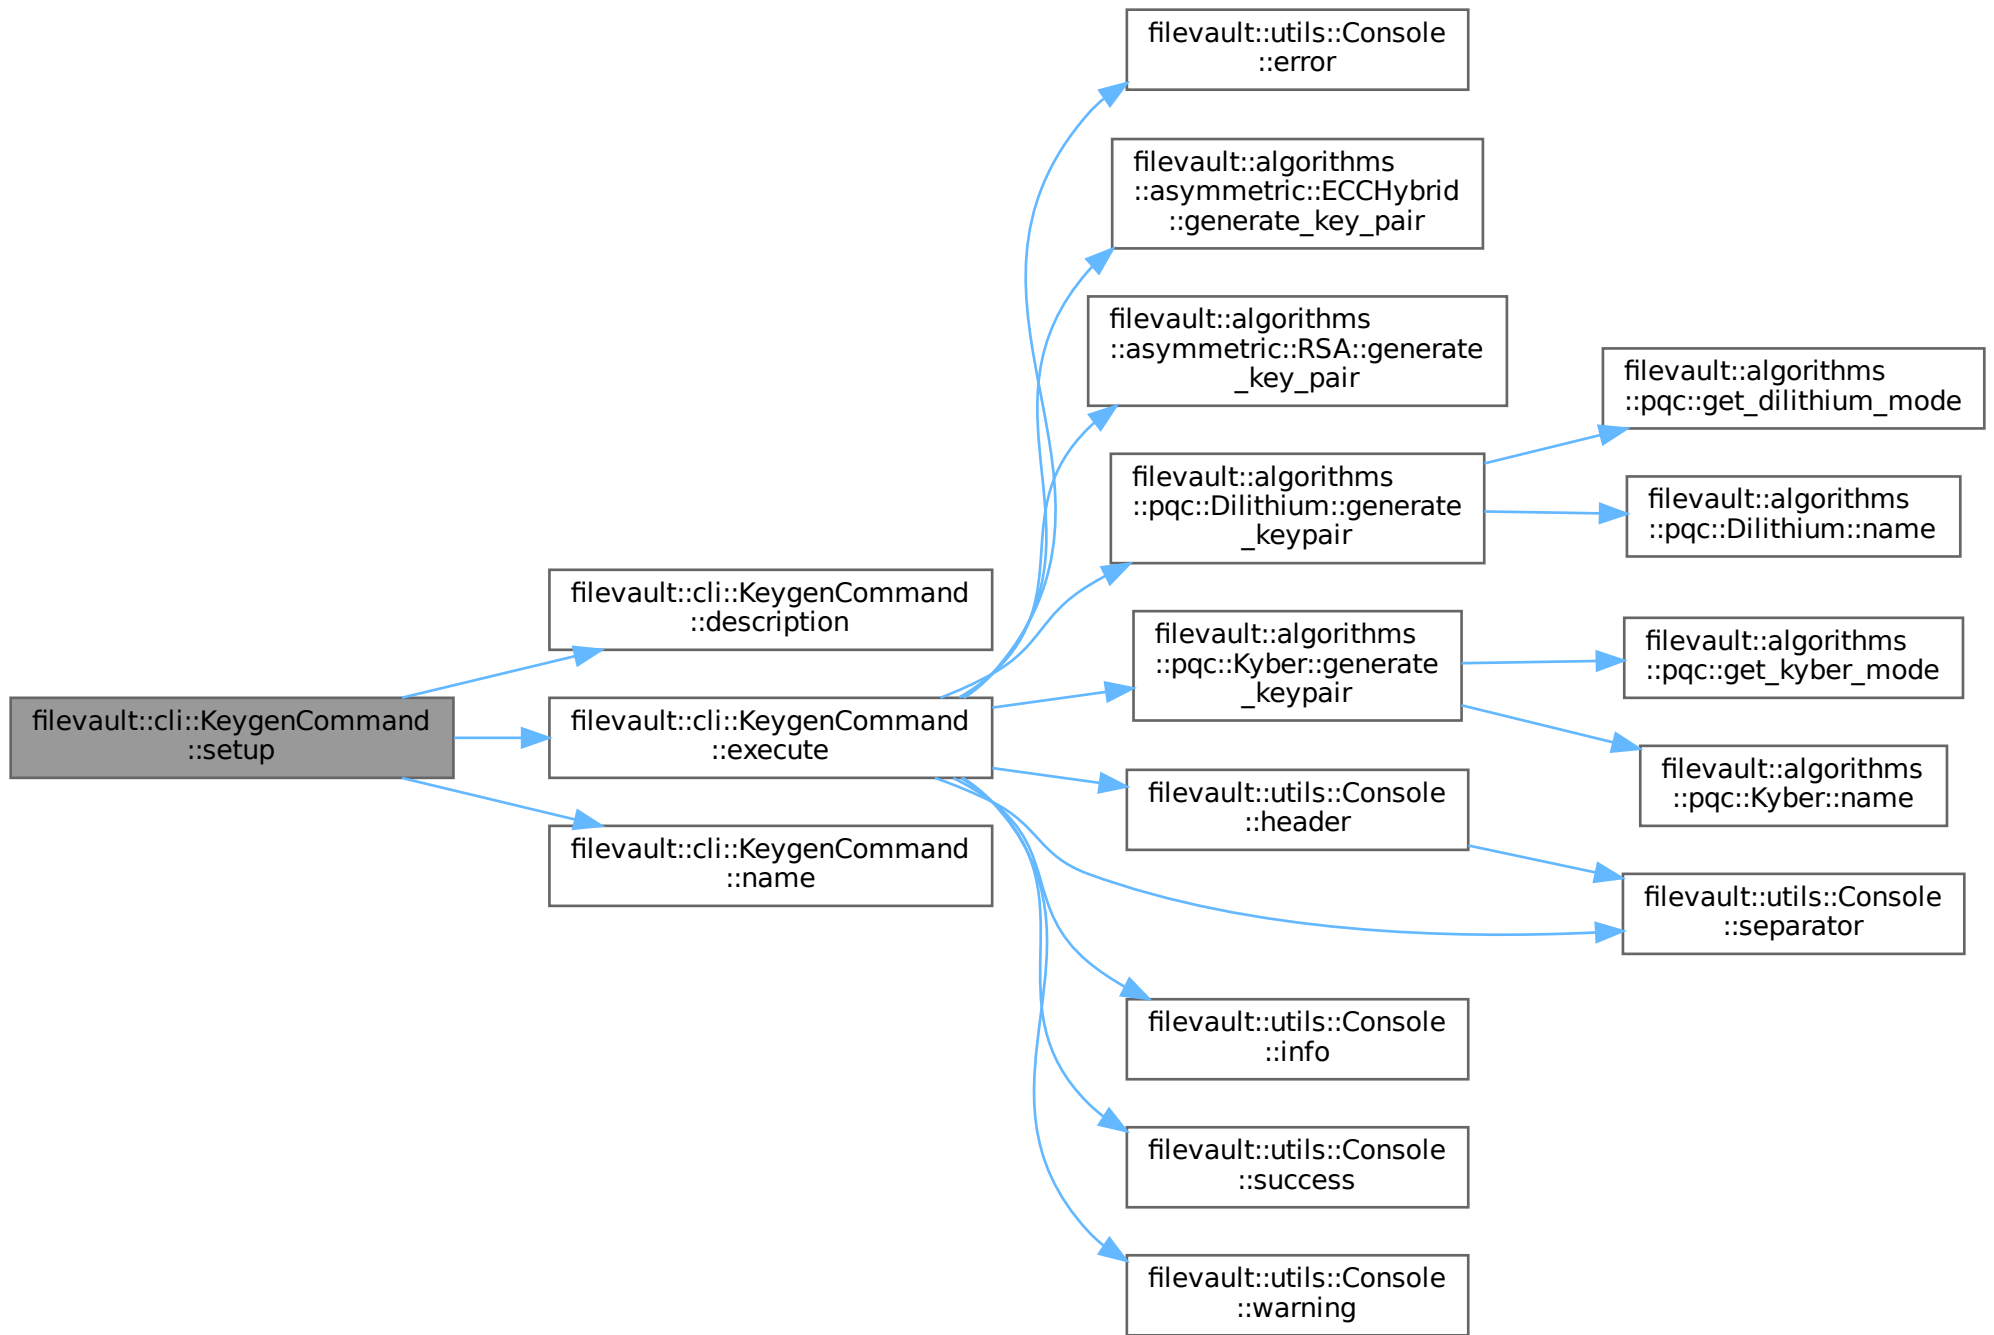 filevault::cli::KeygenCommand
::setup
filevault::cli::KeygenCommand
::description
filevault::cli::KeygenCommand
::execute
filevault::cli::KeygenCommand
::name
filevault::utils::Console
::error
filevault::algorithms
::asymmetric::ECCHybrid
::generate_key_pair
filevault::algorithms
::asymmetric::RSA::generate
_key_pair
filevault::algorithms
::pqc::Dilithium::generate
_keypair
filevault::algorithms
::pqc::Kyber::generate
_keypair
filevault::utils::Console
::header
filevault::utils::Console
::info
filevault::utils::Console
::success
filevault::utils::Console
::warning
filevault::algorithms
::pqc::get_dilithium_mode
filevault::algorithms
::pqc::Dilithium::name
filevault::algorithms
::pqc::get_kyber_mode
filevault::algorithms
::pqc::Kyber::name
filevault::utils::Console
::separator